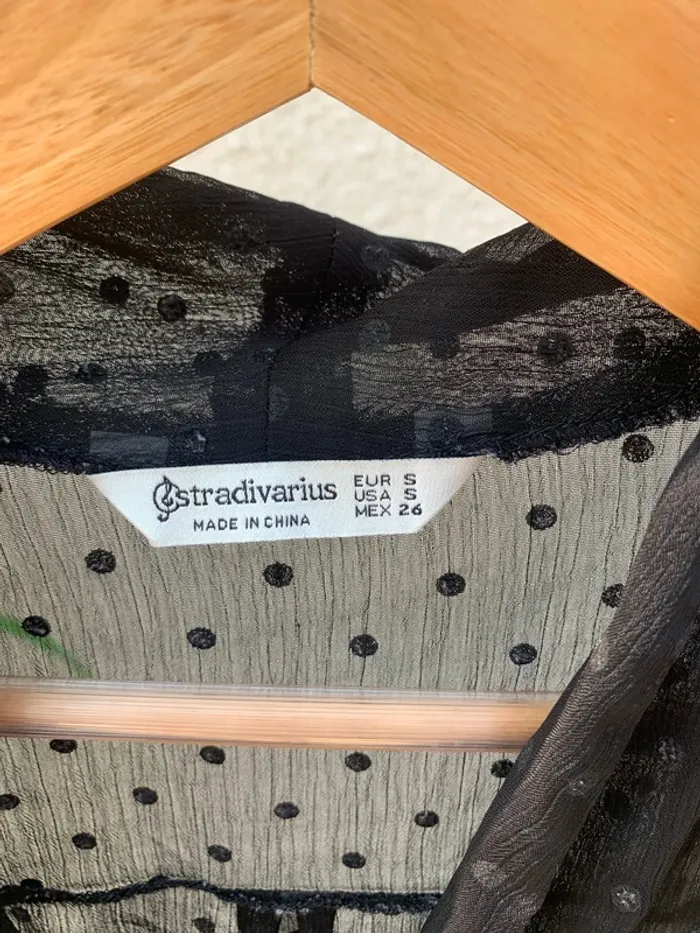 stradivarius
MADE IN CHINA
EUR S
USA S
MEX 26